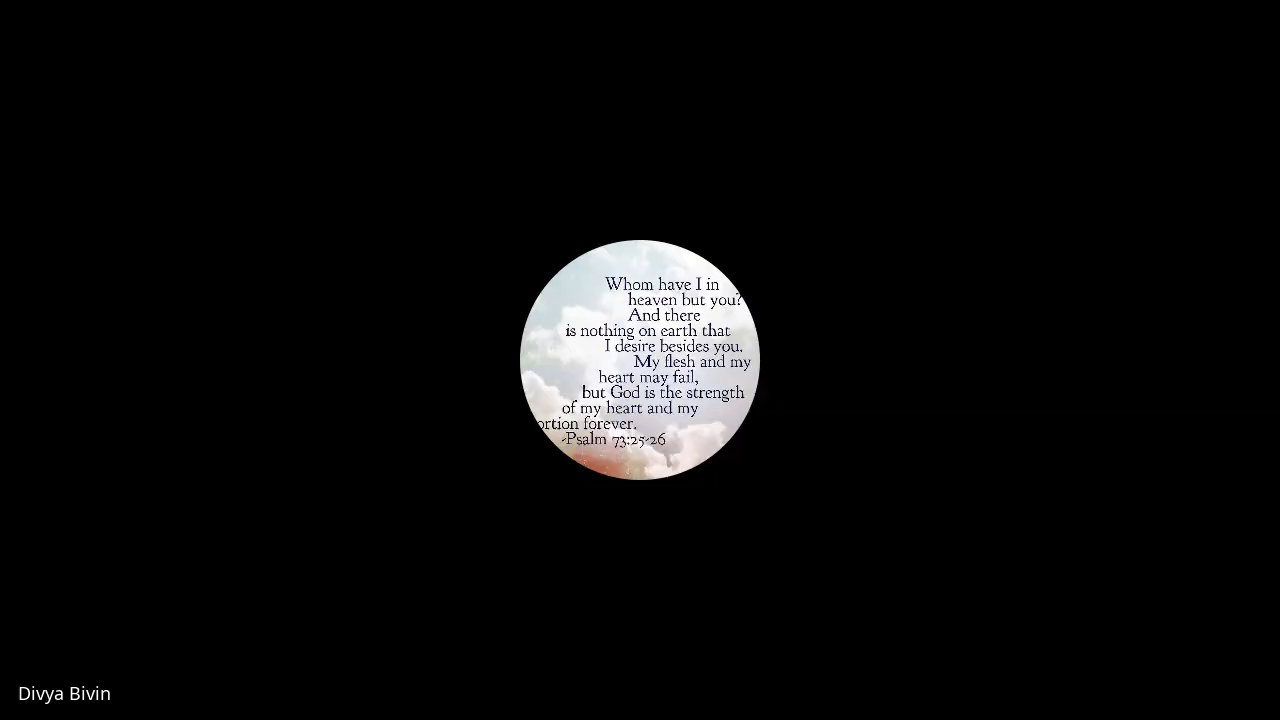 Whom have I in
heaven but you?
And there
is nothing on earth that
I desire besides you.
My flesh and my
heart may fail,
but God is the strength
of my heart and my
ortion forever.
-Psalm 73:25-26
Divya Bivin